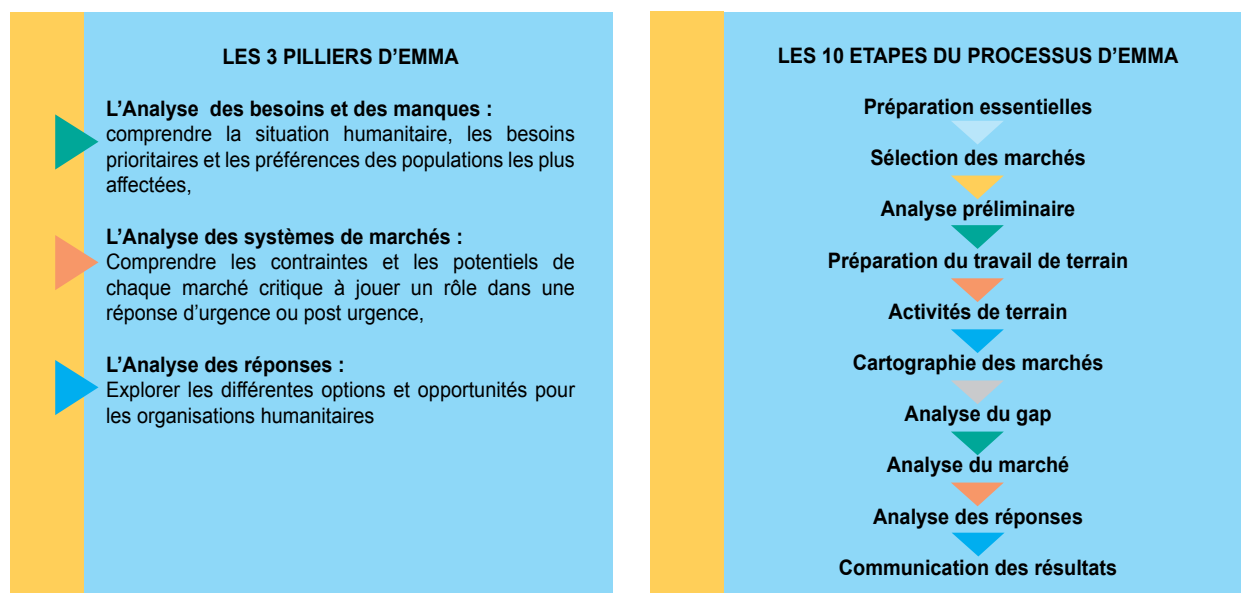 LES 3 PILLIERS D'EMMA
L'Analyse des besoins et des manques :
comprendre la situation humanitaire, les besoins
prioritaires et les préférences des populations les plus
affectées,
L'Analyse des systèmes de marchés :
Comprendre les contraintes et les potentiels de
chaque marché critique à jouer un rôle dans une
réponse d'urgence ou post urgence,
L'Analyse des réponses :
Explorer les différentes options et opportunités pour
les organisations humanitaires
LES 10 ETAPES DU PROCESSUS D'EMMA
Préparation essentielles
Sélection des marchés
Analyse préliminaire
Préparation du travail de terrain
Activités de terrain
Cartographie des marchés
Analyse du gap
Analyse du marché
Analyse des réponses
Communication des résultats